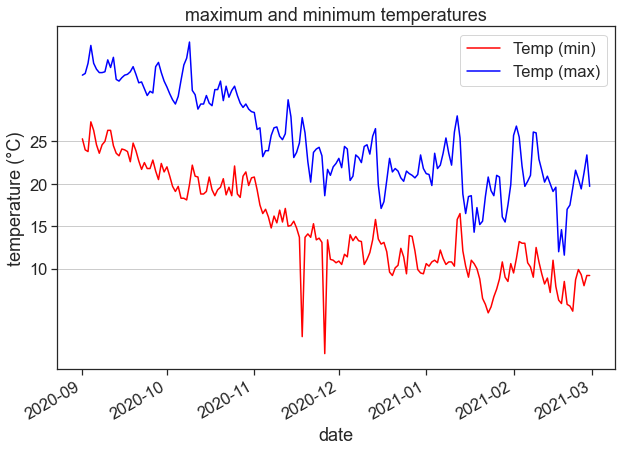 maximum and minimum temperatures
Temp (min)
Temp (max)
temperature (°C)
25
20
15
10
2020-09
2020-10
2020-11
2020-12
2021-01
2021-02
2021-03
date